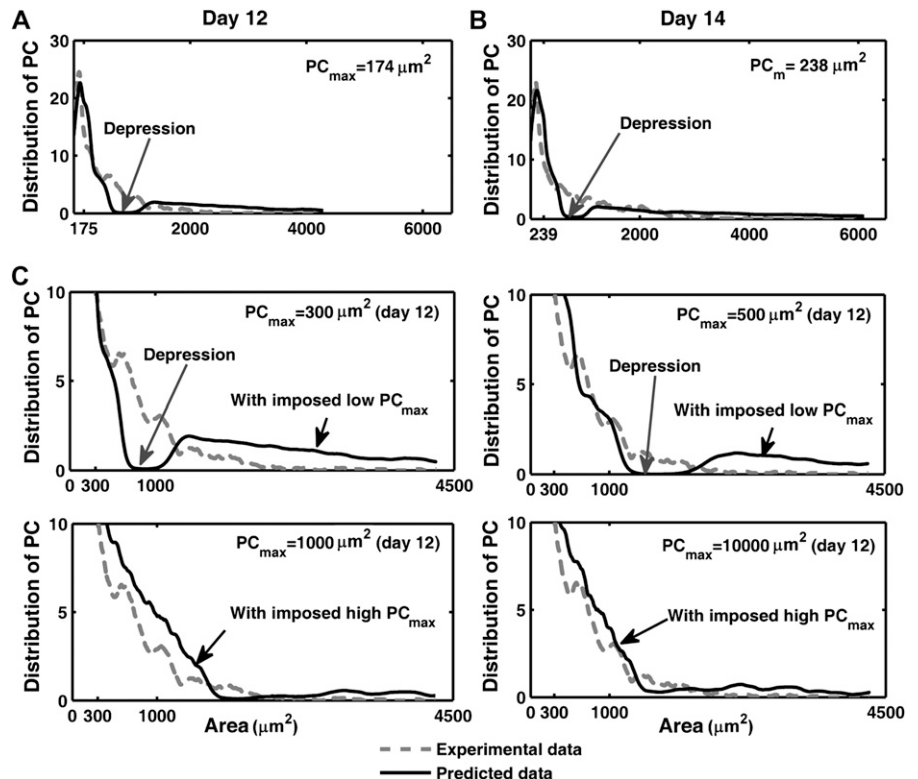 A
Day 12
B
Day 14
Distribution of PC
30
20
10
0
PCmax=174 μm²
Depression
175
2000
4000
6000
Distribution of PC
30
20
10
0
PCm= 238 μm²
Depression
239
2000
4000
6000
C
Distribution of PC
10
5
0
PCmax=300 μm² (day 12)
Depression
With imposed low PCmax
0 300
1000
4500
Distribution of PC
10
5
0
PCmax=500 μm² (day 12)
Depression
With imposed low PCmax
0 300
1000
4500
Distribution of PC
10
5
0
PCmax=1000 μm² (day 12)
With imposed high PCmax
0 300
1000
4500
Area (μm²)
Distribution of PC
10
5
0
PCmax=10000 μm² (day 12)
With imposed high PCmax
0 300
1000
4500
Area (μm²)
Experimental data
Predicted data